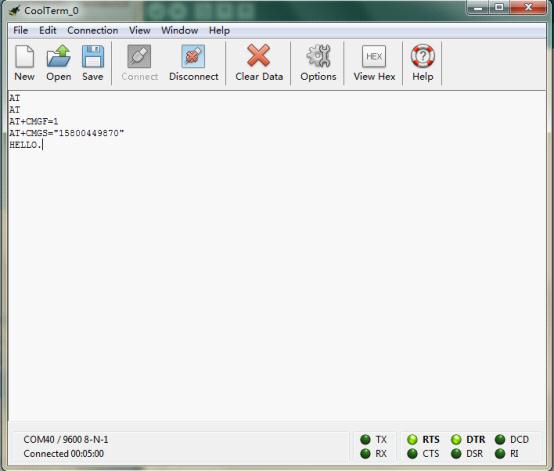 CoolTerm_0
File Edit Connection View Window Help
New Open Save Connect Disconnect Clear Data Options HEX View Hex Help
AT
AT
AT+CMGF=1
AT+CMGS="15800449870"
HELLO.
COM40 / 9600 8-N-1
Connected 00:05:00
TX RTS DTR DCD
RX CTS DSR RI